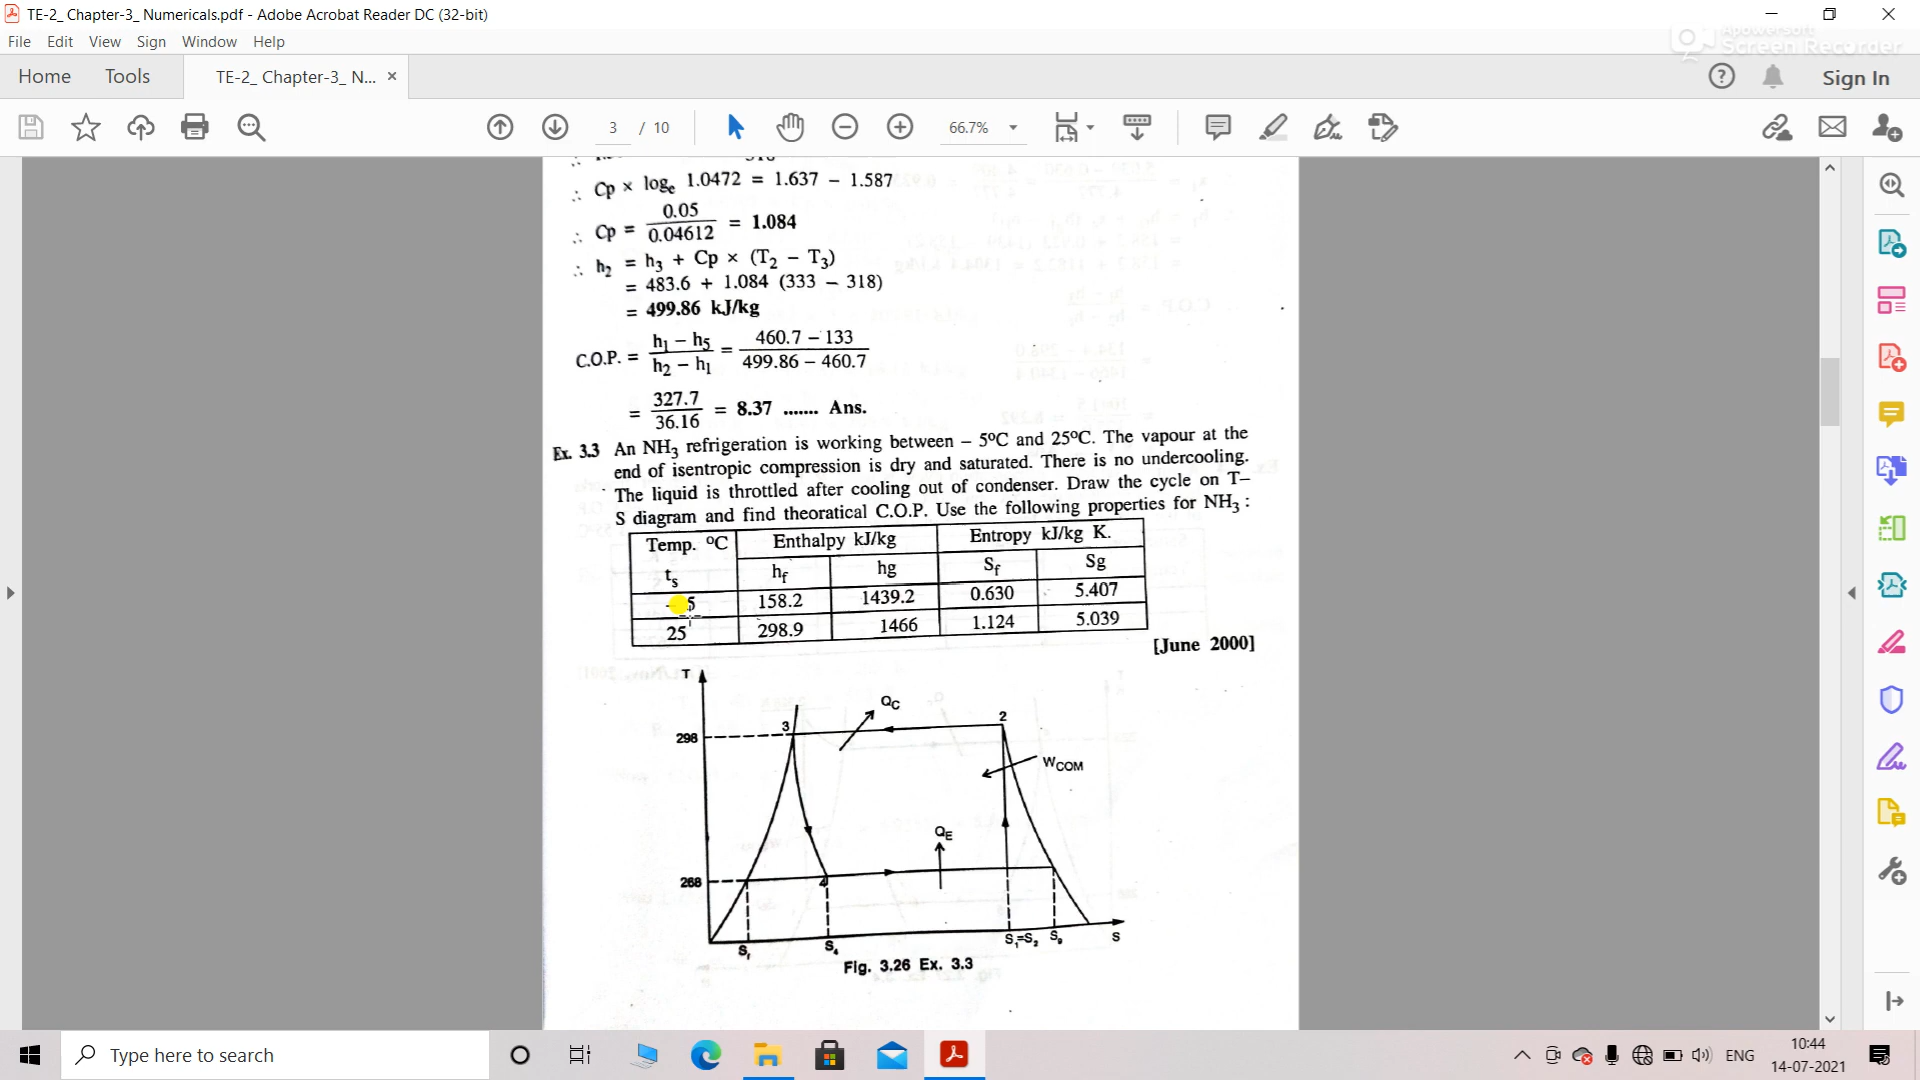 TE-2_ Chapter-3_ Numericals.pdf - Adobe Acrobat Reader DC (32-bit)
File Edit View Sign Window Help
Apowersoft
Screen Recorder
Home Tools TE-2_ Chapter-3_ N... × Sign In
3 / 10 66.7%
∴ Cp × logₑ 1.0472 = 1.637 − 1.587
∴ Cp = 0.05/0.04612 = 1.084
∴ h₂ = h₃ + Cp × (T₂ − T₃)
= 483.6 + 1.084 (333 − 318)
= 499.86 kJ/kg
C.O.P. = h₁ − h₅/h₂ − h₁ = 460.7 − 133/499.86 − 460.7
= 327.7/36.16 = 8.37 ....... Ans.
Ex. 3.3 An NH₃ refrigeration is working between – 5ºC and 25ºC. The vapour at the
end of isentropic compression is dry and saturated. There is no undercooling.
The liquid is throttled after cooling out of condenser. Draw the cycle on T–
S diagram and find theoratical C.O.P. Use the following properties for NH₃ :
Temp. ºC Enthalpy kJ/kg Entropy kJ/kg K.
tₛ h_f hg S_f Sg
– 5 158.2 1439.2 0.630 5.407
25 298.9 1466 1.124 5.039
[June 2000]
T
Q_C
2
3
298
W_COM
Q_E
268
4
S_f S₄ S₁=S₂ S_g S
Fig. 3.26 Ex. 3.3
Type here to search
ENG
10:44
14-07-2021